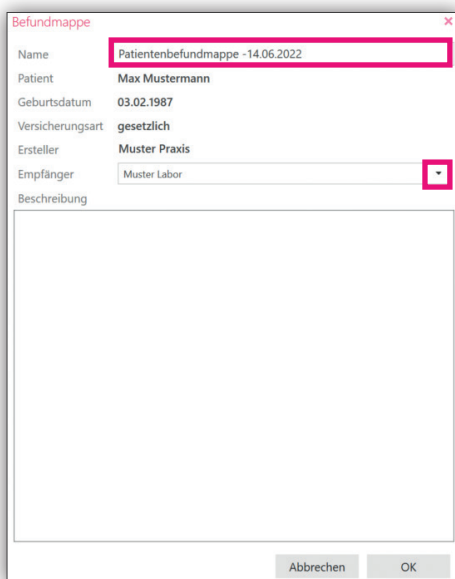 Befundmappe ×
Name Patientenbefundmappe -14.06.2022
Patient Max Mustermann
Geburtsdatum 03.02.1987
Versicherungsart gesetzlich
Ersteller Muster Praxis
Empfänger Muster Labor
Beschreibung
Abbrechen OK